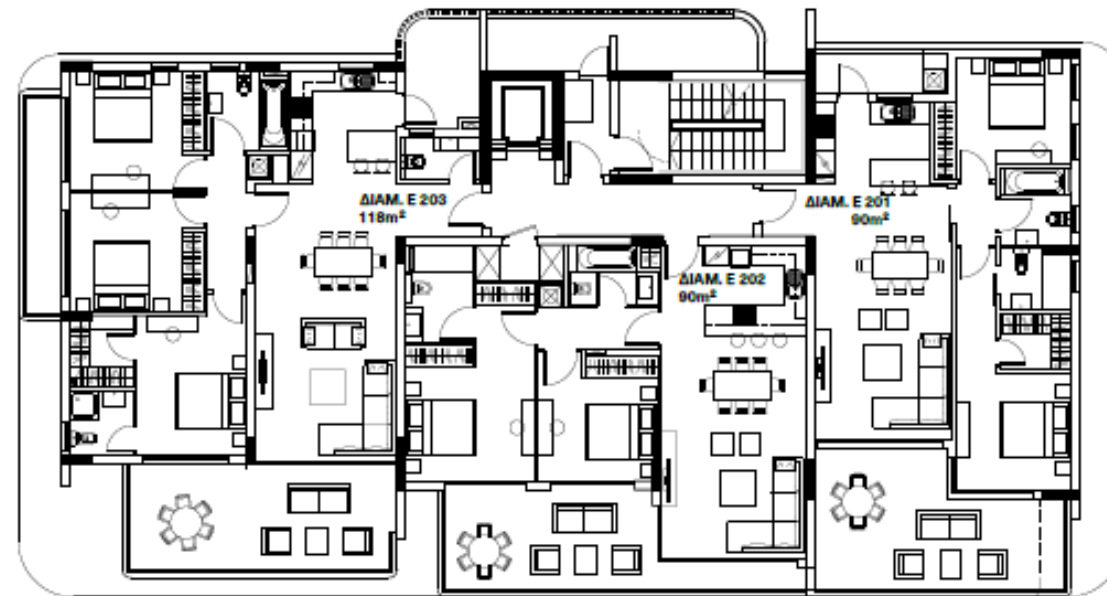 ΔΙΑΜ. Ε 203
118m²
ΔΙΑΜ. Ε 202
90m²
ΔΙΑΜ. Ε 201
90m²